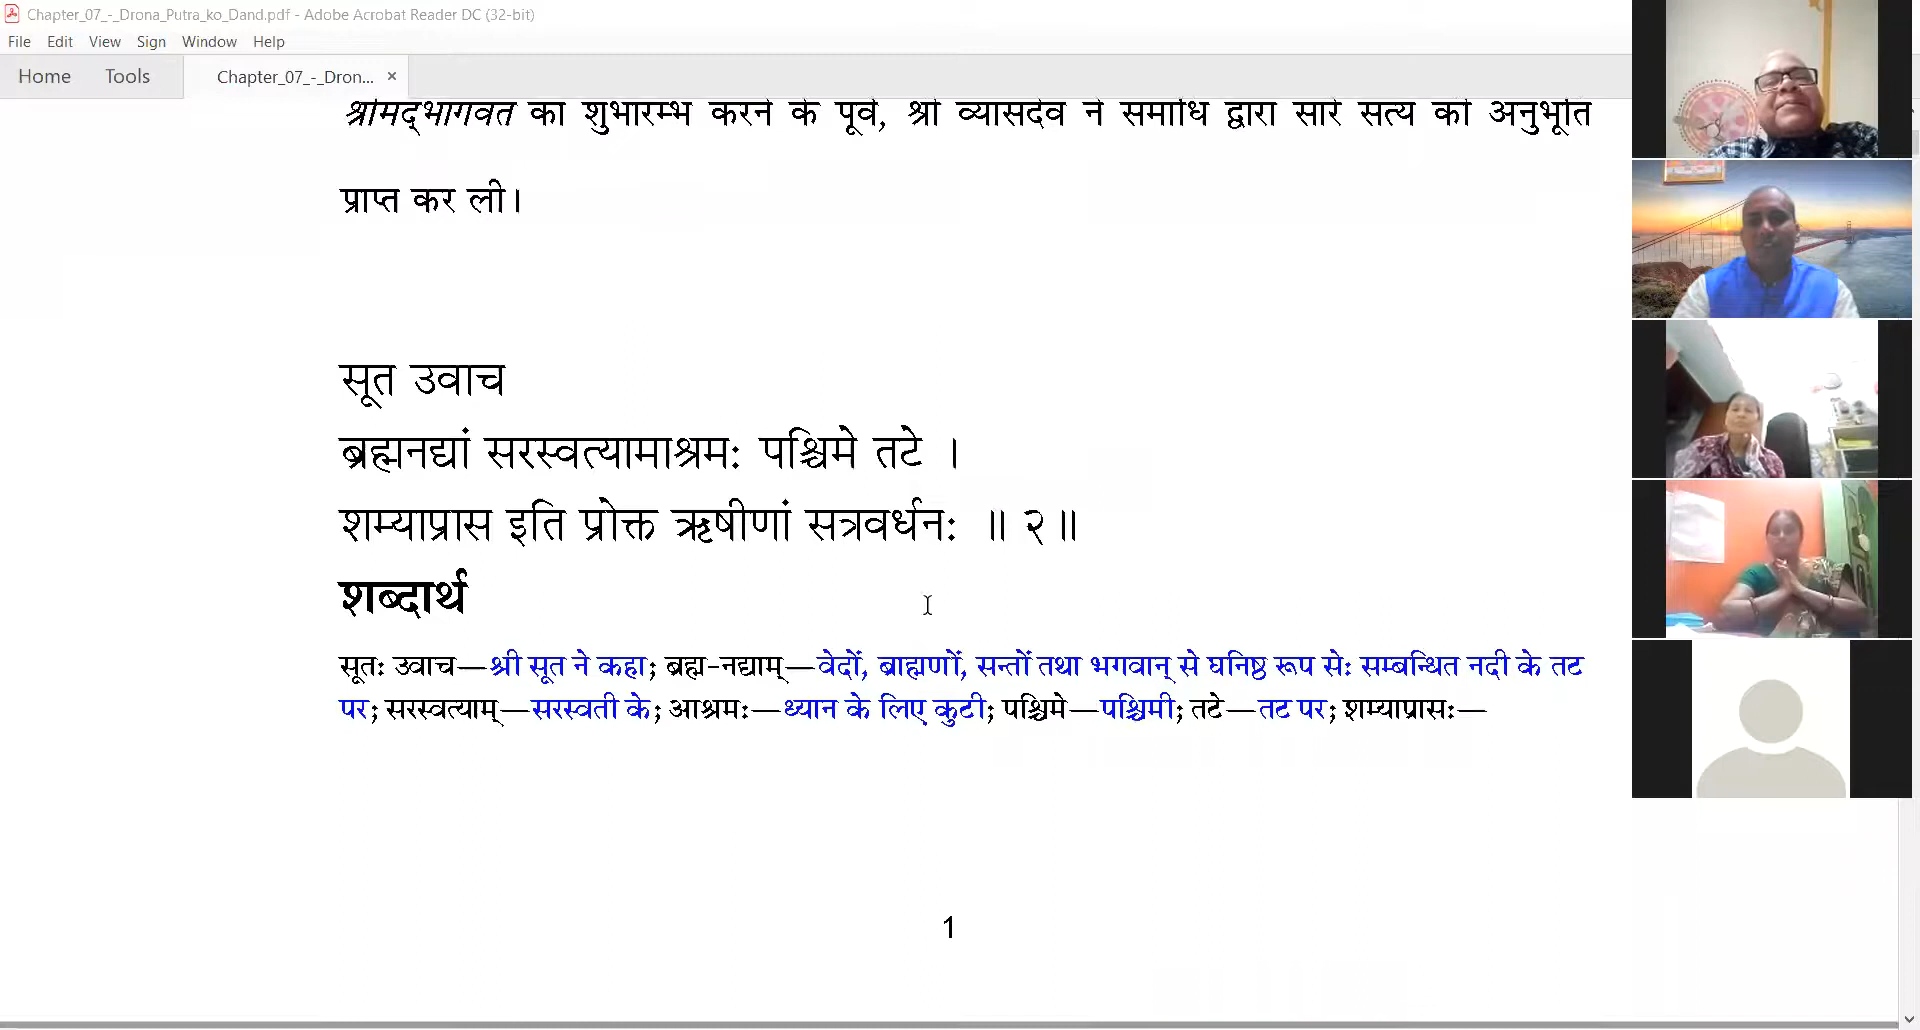 Chapter_07_-_Drona_Putra_ko_Dand.pdf - Adobe Acrobat Reader DC (32-bit)
File Edit View Sign Window Help
Home Tools Chapter_07_-_Dron... ×
श्रीमद्भागवत का शुभारम्भ करने के पूर्व, श्री व्यासदेव ने समाधि द्वारा सारे सत्य की अनुभूति
प्राप्त कर ली।
सूत उवाच
ब्रह्मनद्यां सरस्वत्यामाश्रमः पश्चिमे तटे ।
शम्याप्रास इति प्रोक्त ऋषीणां सत्रवर्धनः ॥ २॥
शब्दार्थ
सूतः उवाच—श्री सूत ने कहा; ब्रह्म-नद्याम्—वेदों, ब्राह्मणों, सन्तों तथा भगवान् से घनिष्ठ रूप सेः सम्बन्धित नदी के तट
पर; सरस्वत्याम्—सरस्वती के; आश्रमः—ध्यान के लिए कुटी; पश्चिमे—पश्चिमी; तटे—तट पर; शम्याप्रासः—
1